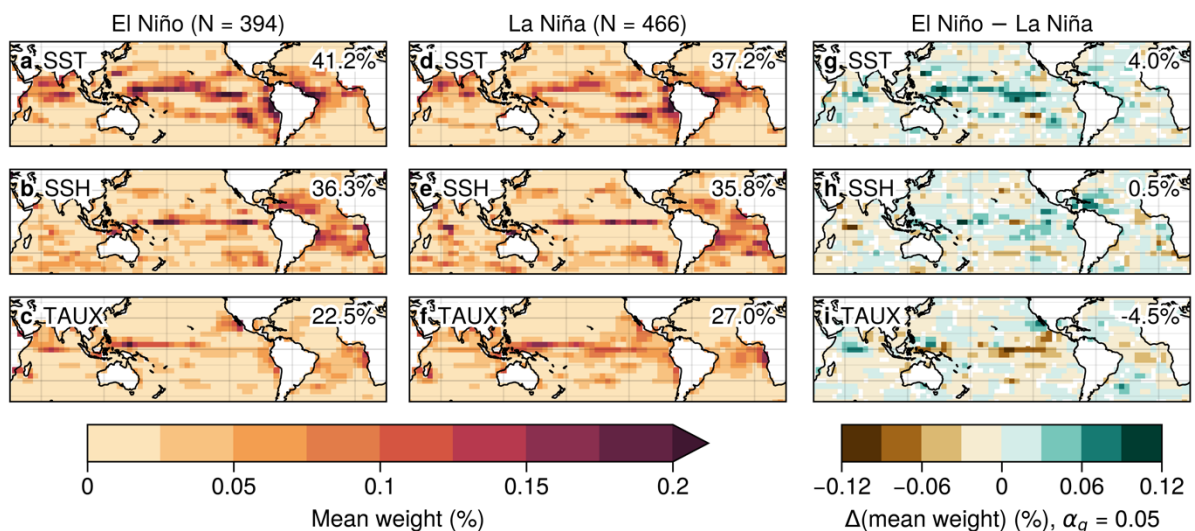 El Niño (N = 394)
La Niña (N = 466)
El Niño − La Niña
a. SST 41.2%
d. SST 37.2%
g. SST 4.0%
b. SSH 36.3%
e. SSH 35.8%
h. SSH 0.5%
c. TAUX 22.5%
f. TAUX 27.0%
i. TAUX -4.5%
0 0.05 0.1 0.15 0.2
Mean weight (%)
−0.12 −0.06 0 0.06 0.12
Δ(mean weight) (%), αg = 0.05